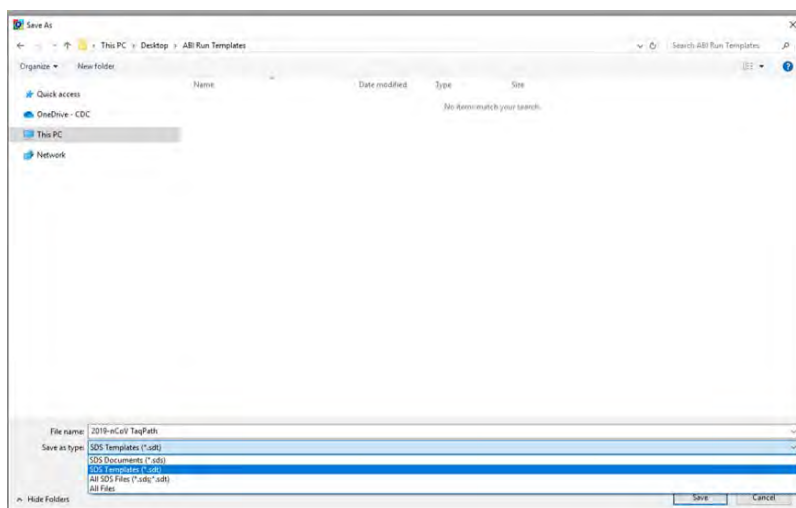 Save As
This PC > Desktop > ABI Run Templates
Search ABI Run Templates
Organize
New folder
Name
Date modified
Type
Size
No items match your search.
Quick access
OneDrive - CDC
This PC
Network
File name: 2019-nCoV TaqPath
Save as type: SDS Templates (*.sdt)
SDS Documents (*.sds)
SDS Templates (*.sdt)
All SDS Files (*.sds;*.sdt)
All Files
Hide Folders
Save
Cancel